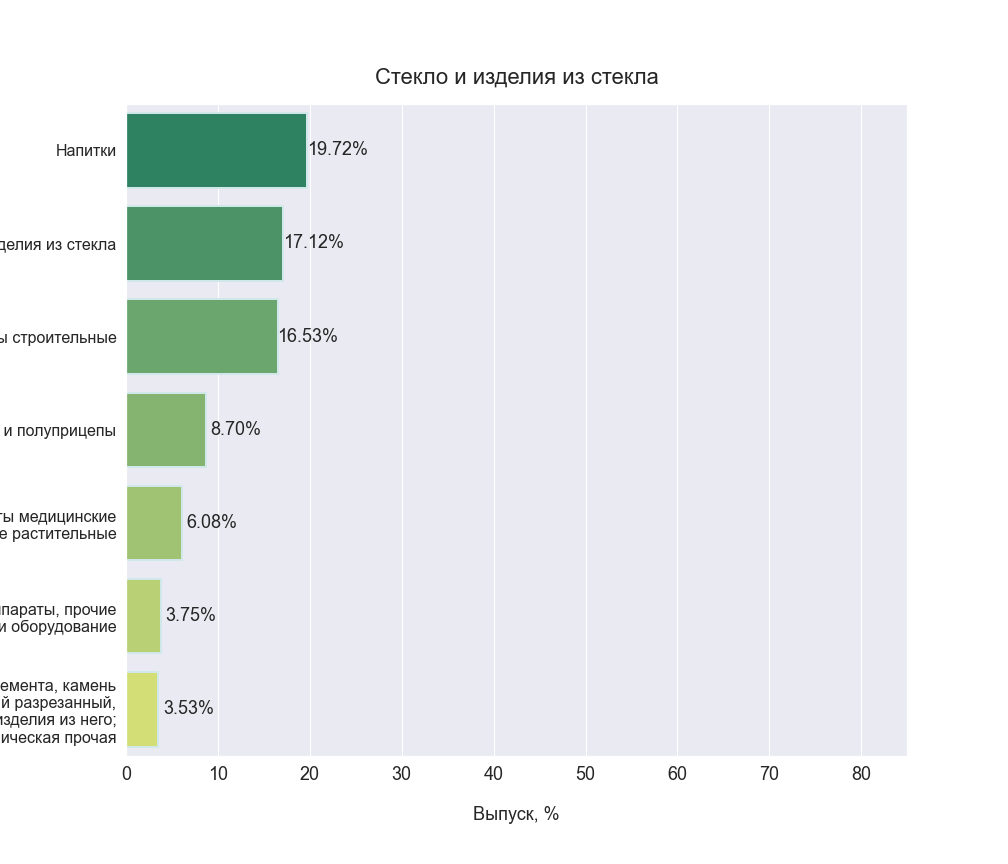 Стекло и изделия из стекла
Напитки
19.72%
делия из стекла
17.12%
ы строительные
16.53%
и полуприцепы
8.70%
ты медицинские
е растительные
6.08%
параты, прочие
и оборудование
3.75%
емента, камень
й разрезанный,
изделия из него;
ическая прочая
3.53%
0 10 20 30 40 50 60 70 80
Выпуск, %